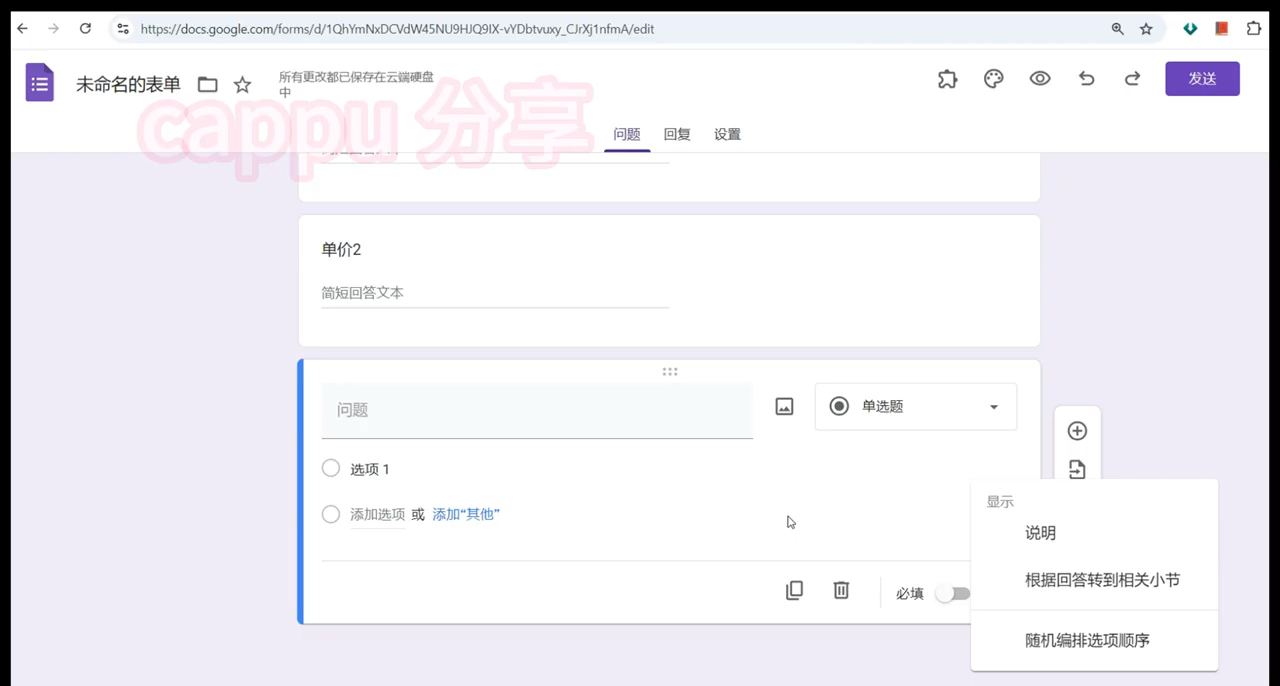 https://docs.google.com/forms/d/1QhYmNxDCVdW45NU9HJQ9IX-vYDbtvuxy_CJrXj1nfmA/edit
未命名的表单
所有更改都已保存在云端硬盘
中
发送
cappu 分享
问题
回复
设置
单价2
简短回答文本
问题
单选题
选项 1
添加选项 或 添加“其他”
显示
说明
根据回答转到相关小节
必填
随机编排选项顺序